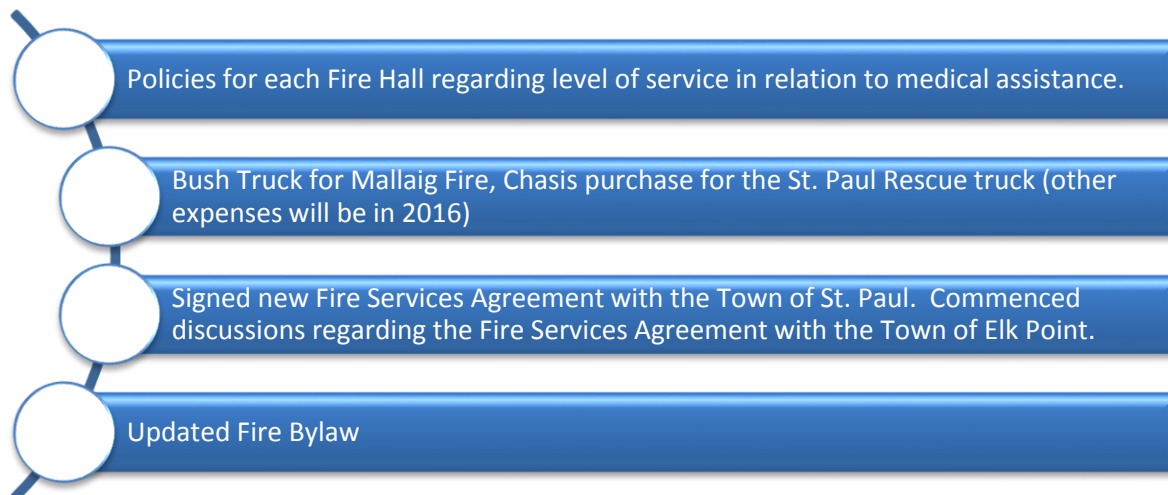 Policies for each Fire Hall regarding level of service in relation to medical assistance.
Bush Truck for Mallaig Fire, Chasis purchase for the St. Paul Rescue truck (other
expenses will be in 2016)
Signed new Fire Services Agreement with the Town of St. Paul.  Commenced
discussions regarding the Fire Services Agreement with the Town of Elk Point.
Updated Fire Bylaw